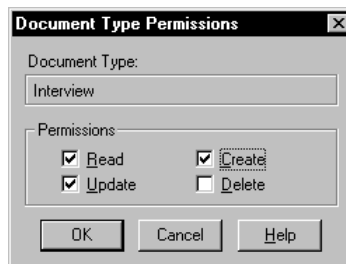 Document Type Permissions
Document Type:
Interview
Permissions
Read Create
Update Delete
OK Cancel Help